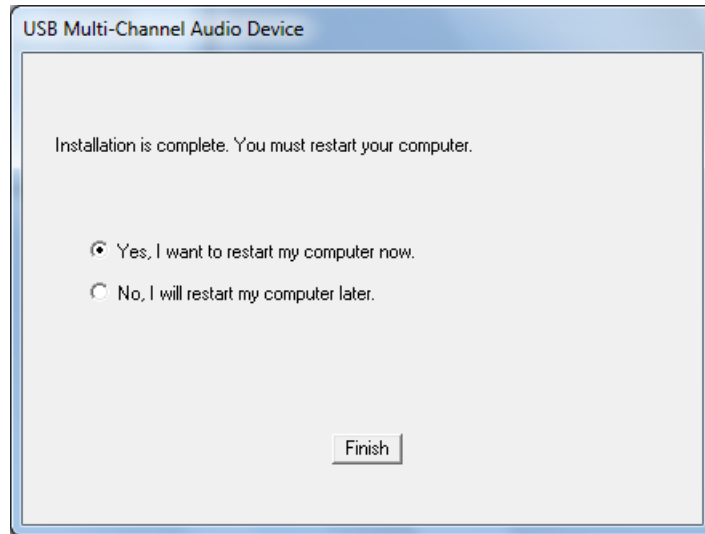 USB Multi-Channel Audio Device
Installation is complete. You must restart your computer.
Yes, I want to restart my computer now.
No, I will restart my computer later.
Finish